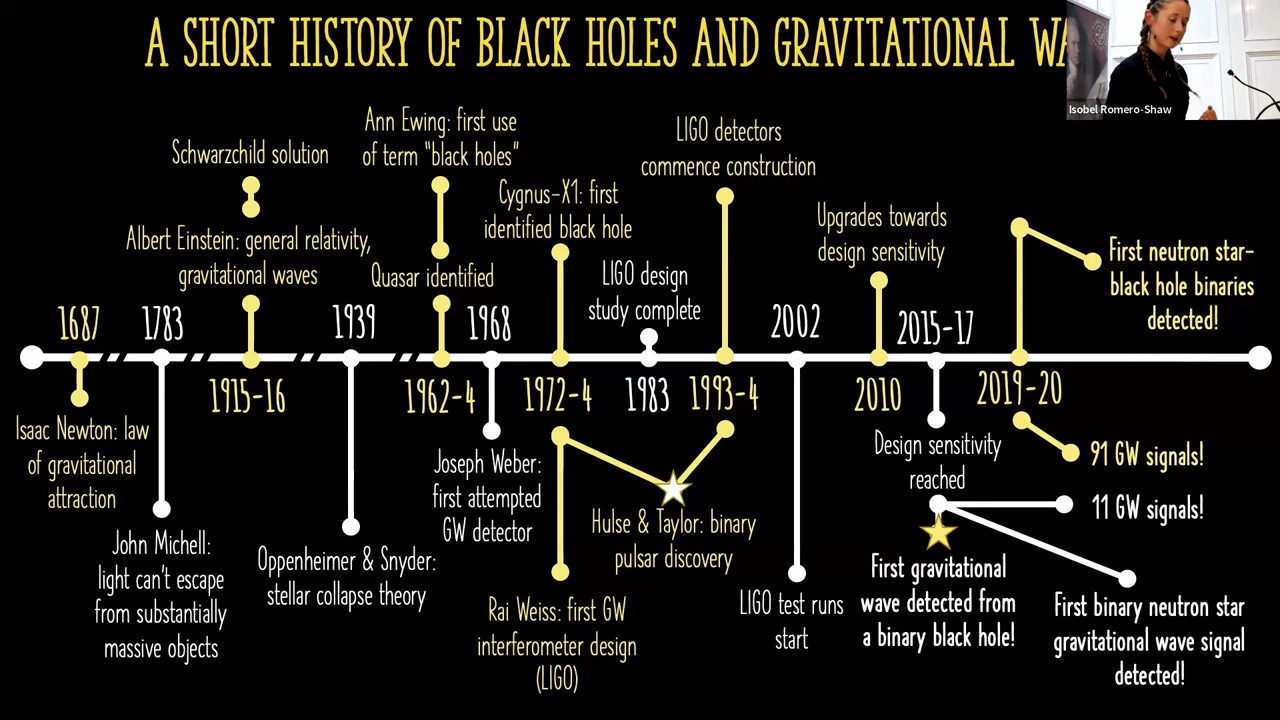 A SHORT HISTORY OF BLACK HOLES AND GRAVITATIONAL
Isobel Romero-Shaw
Schwarzchild solution
Albert Einstein: general relativity,
gravitational waves
Ann Ewing: first use
of term "black holes"
Quasar identified
Cygnus-X1: first
identified black hole
LIGO design
study complete
LIGO detectors
commence construction
Upgrades towards
design sensitivity
First neutron star-
black hole binaries
detected!
1687
1783
1915-16
1939
1962-4
1968
1972-4
1983
1993-4
2002
2010
2015-17
2019-20
Isaac Newton: law
of gravitational
attraction
John Michell:
light can't escape
from substantially
massive objects
Oppenheimer & Snyder:
stellar collapse theory
Joseph Weber:
first attempted
GW detector
Rai Weiss: first GW
interferometer design
(LIGO)
Hulse & Taylor: binary
pulsar discovery
LIGO test runs
start
Design sensitivity
reached
First gravitational
wave detected from
a binary black hole!
91 GW signals!
11 GW signals!
First binary neutron star
gravitational wave signal
detected!